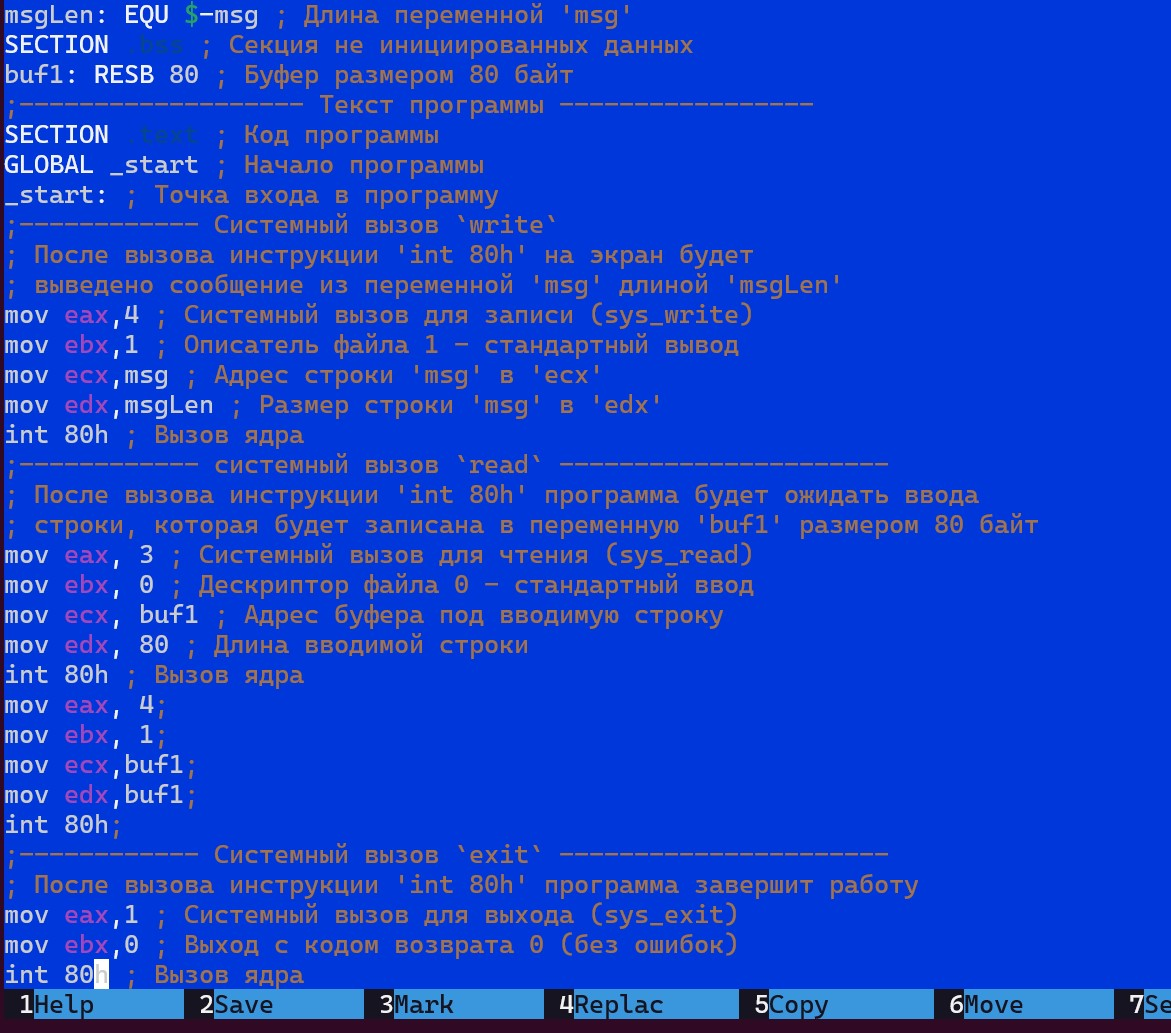 msgLen: EQU $-msg ; Длина переменной 'msg'
SECTION .bss ; Секция не инициированных данных
buf1: RESB 80 ; Буфер размером 80 байт
;------------------- Текст программы -----------------
SECTION .text ; Код программы
GLOBAL _start ; Начало программы
_start: ; Точка входа в программу
;------------ Системный вызов `write`
; После вызова инструкции 'int 80h' на экран будет
; выведено сообщение из переменной 'msg' длиной 'msgLen'
mov eax,4 ; Системный вызов для записи (sys_write)
mov ebx,1 ; Описатель файла 1 - стандартный вывод
mov ecx,msg ; Адрес строки 'msg' в 'ecx'
mov edx,msgLen ; Размер строки 'msg' в 'edx'
int 80h ; Вызов ядра
;------------ системный вызов `read` ----------------------
; После вызова инструкции 'int 80h' программа будет ожидать ввода
; строки, которая будет записана в переменную 'buf1' размером 80 байт
mov eax, 3 ; Системный вызов для чтения (sys_read)
mov ebx, 0 ; Дескриптор файла 0 - стандартный ввод
mov ecx, buf1 ; Адрес буфера под вводимую строку
mov edx, 80 ; Длина вводимой строки
int 80h ; Вызов ядра
mov eax, 4;
mov ebx, 1;
mov ecx,buf1;
mov edx,buf1;
int 80h;
;------------ Системный вызов `exit` ----------------------
; После вызова инструкции 'int 80h' программа завершит работу
mov eax,1 ; Системный вызов для выхода (sys_exit)
mov ebx,0 ; Выход с кодом возврата 0 (без ошибок)
int 80h ; Вызов ядра
1Help 2Save 3Mark 4Replac 5Copy 6Move 7Se